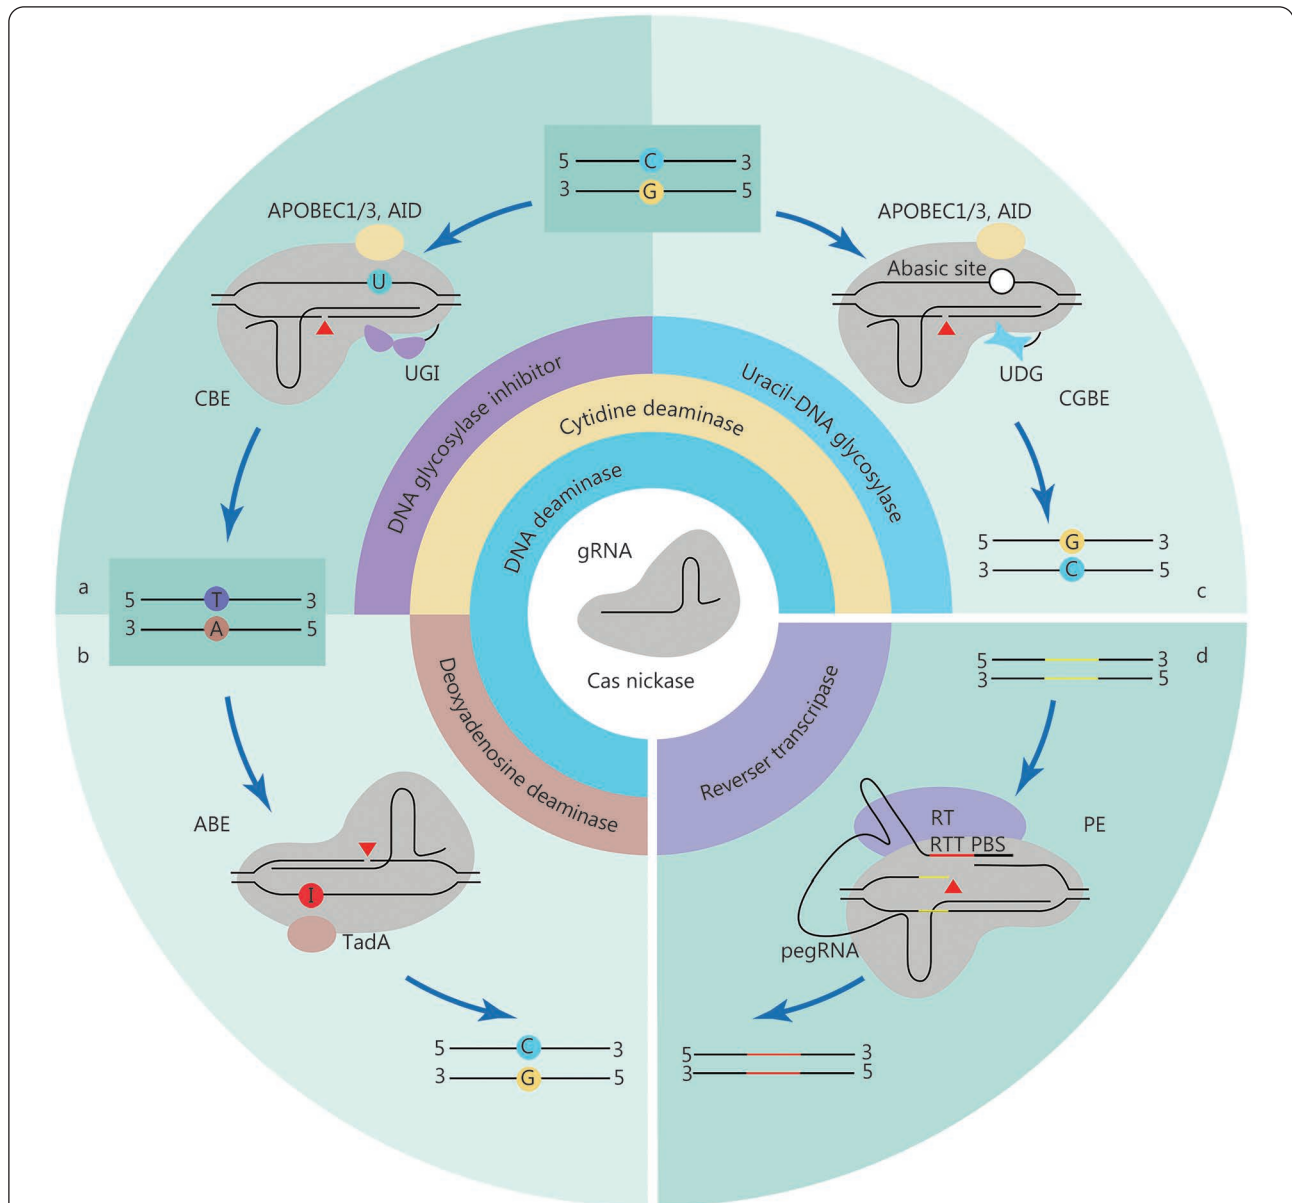 5 C 3
3 G 5
APOBEC1/3, AID
U
UGI
CBE
APOBEC1/3, AID
Abasic site
UDG
CGBE
DNA glycosylase inhibitor
Uracil-DNA glycosylase
Cytidine deaminase
DNA deaminase
gRNA
Cas nickase
Deoxyadenosine deaminase
Reverser transcripase
a
5 T 3
3 A 5
b
5 G 3
3 C 5
c
5 3
3 5
d
ABE
I
TadA
5 C 3
3 G 5
RT
RTT PBS
PE
pegRNA
5 3
3 5